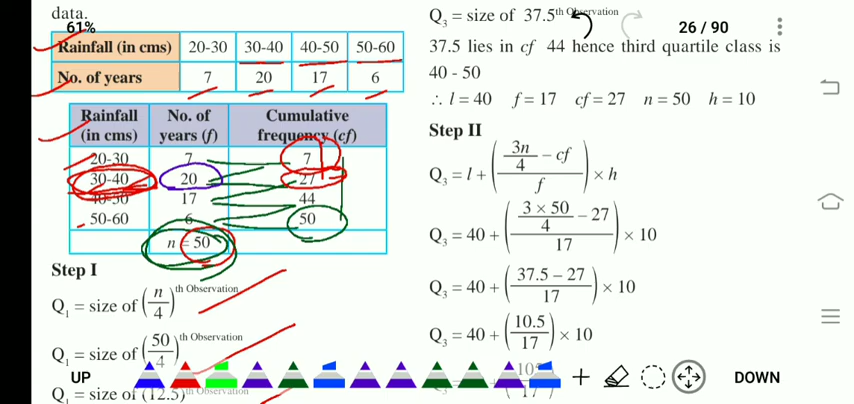 data.
61%
Rainfall (in cms) 20-30 30-40 40-50 50-60
No. of years 7 20 17 6
Rainfall (in cms) No. of years (f) Cumulative frequency (cf)
20-30 7 7
30-40 20 27
40-50 17 44
50-60 6 50
n = 50
Step I
Q₁ = size of (n/4)th Observation
Q₁ = size of (50/4)th Observation
Q₁ = size of (12.5)th Observation
UP
Q₃ = size of 37.5th Observation
26 / 90
37.5 lies in cf 44 hence third quartile class is
40 - 50
∴ l = 40 f = 17 cf = 27 n = 50 h = 10
Step II
Q₃ = l + ((3n/4 − cf)/f) × h
Q₃ = 40 + ((3 × 50/4 − 27)/17) × 10
Q₃ = 40 + ((37.5 − 27)/17) × 10
Q₃ = 40 + (10.5/17) × 10
DOWN